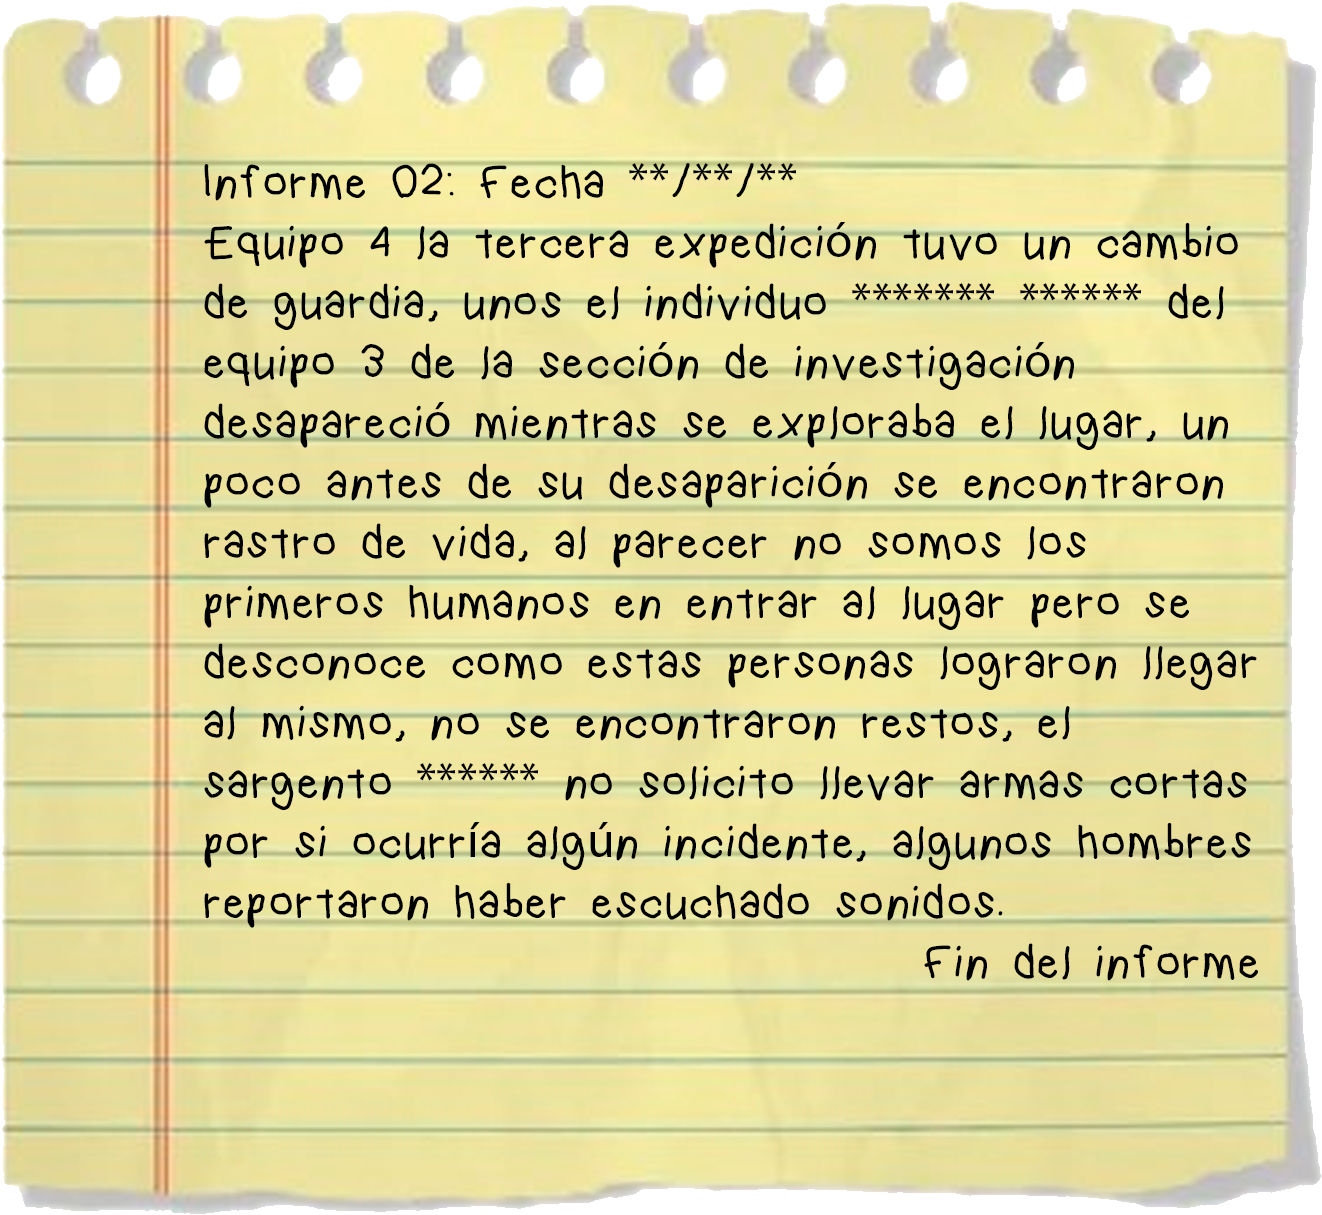 Informe 02: Fecha **/**/**
Equipo 4 la tercera expedición tuvo un cambio
de guardia, unos el individuo ******* ****** del
equipo 3 de la sección de investigación
desapareció mientras se exploraba el lugar, un
poco antes de su desaparición se encontraron
rastro de vida, al parecer no somos los
primeros humanos en entrar al lugar pero se
desconoce como estas personas lograron llegar
al mismo, no se encontraron restos, el
sargento ****** no solicito llevar armas cortas
por si ocurría algún incidente, algunos hombres
reportaron haber escuchado sonidos.
Fin del informe